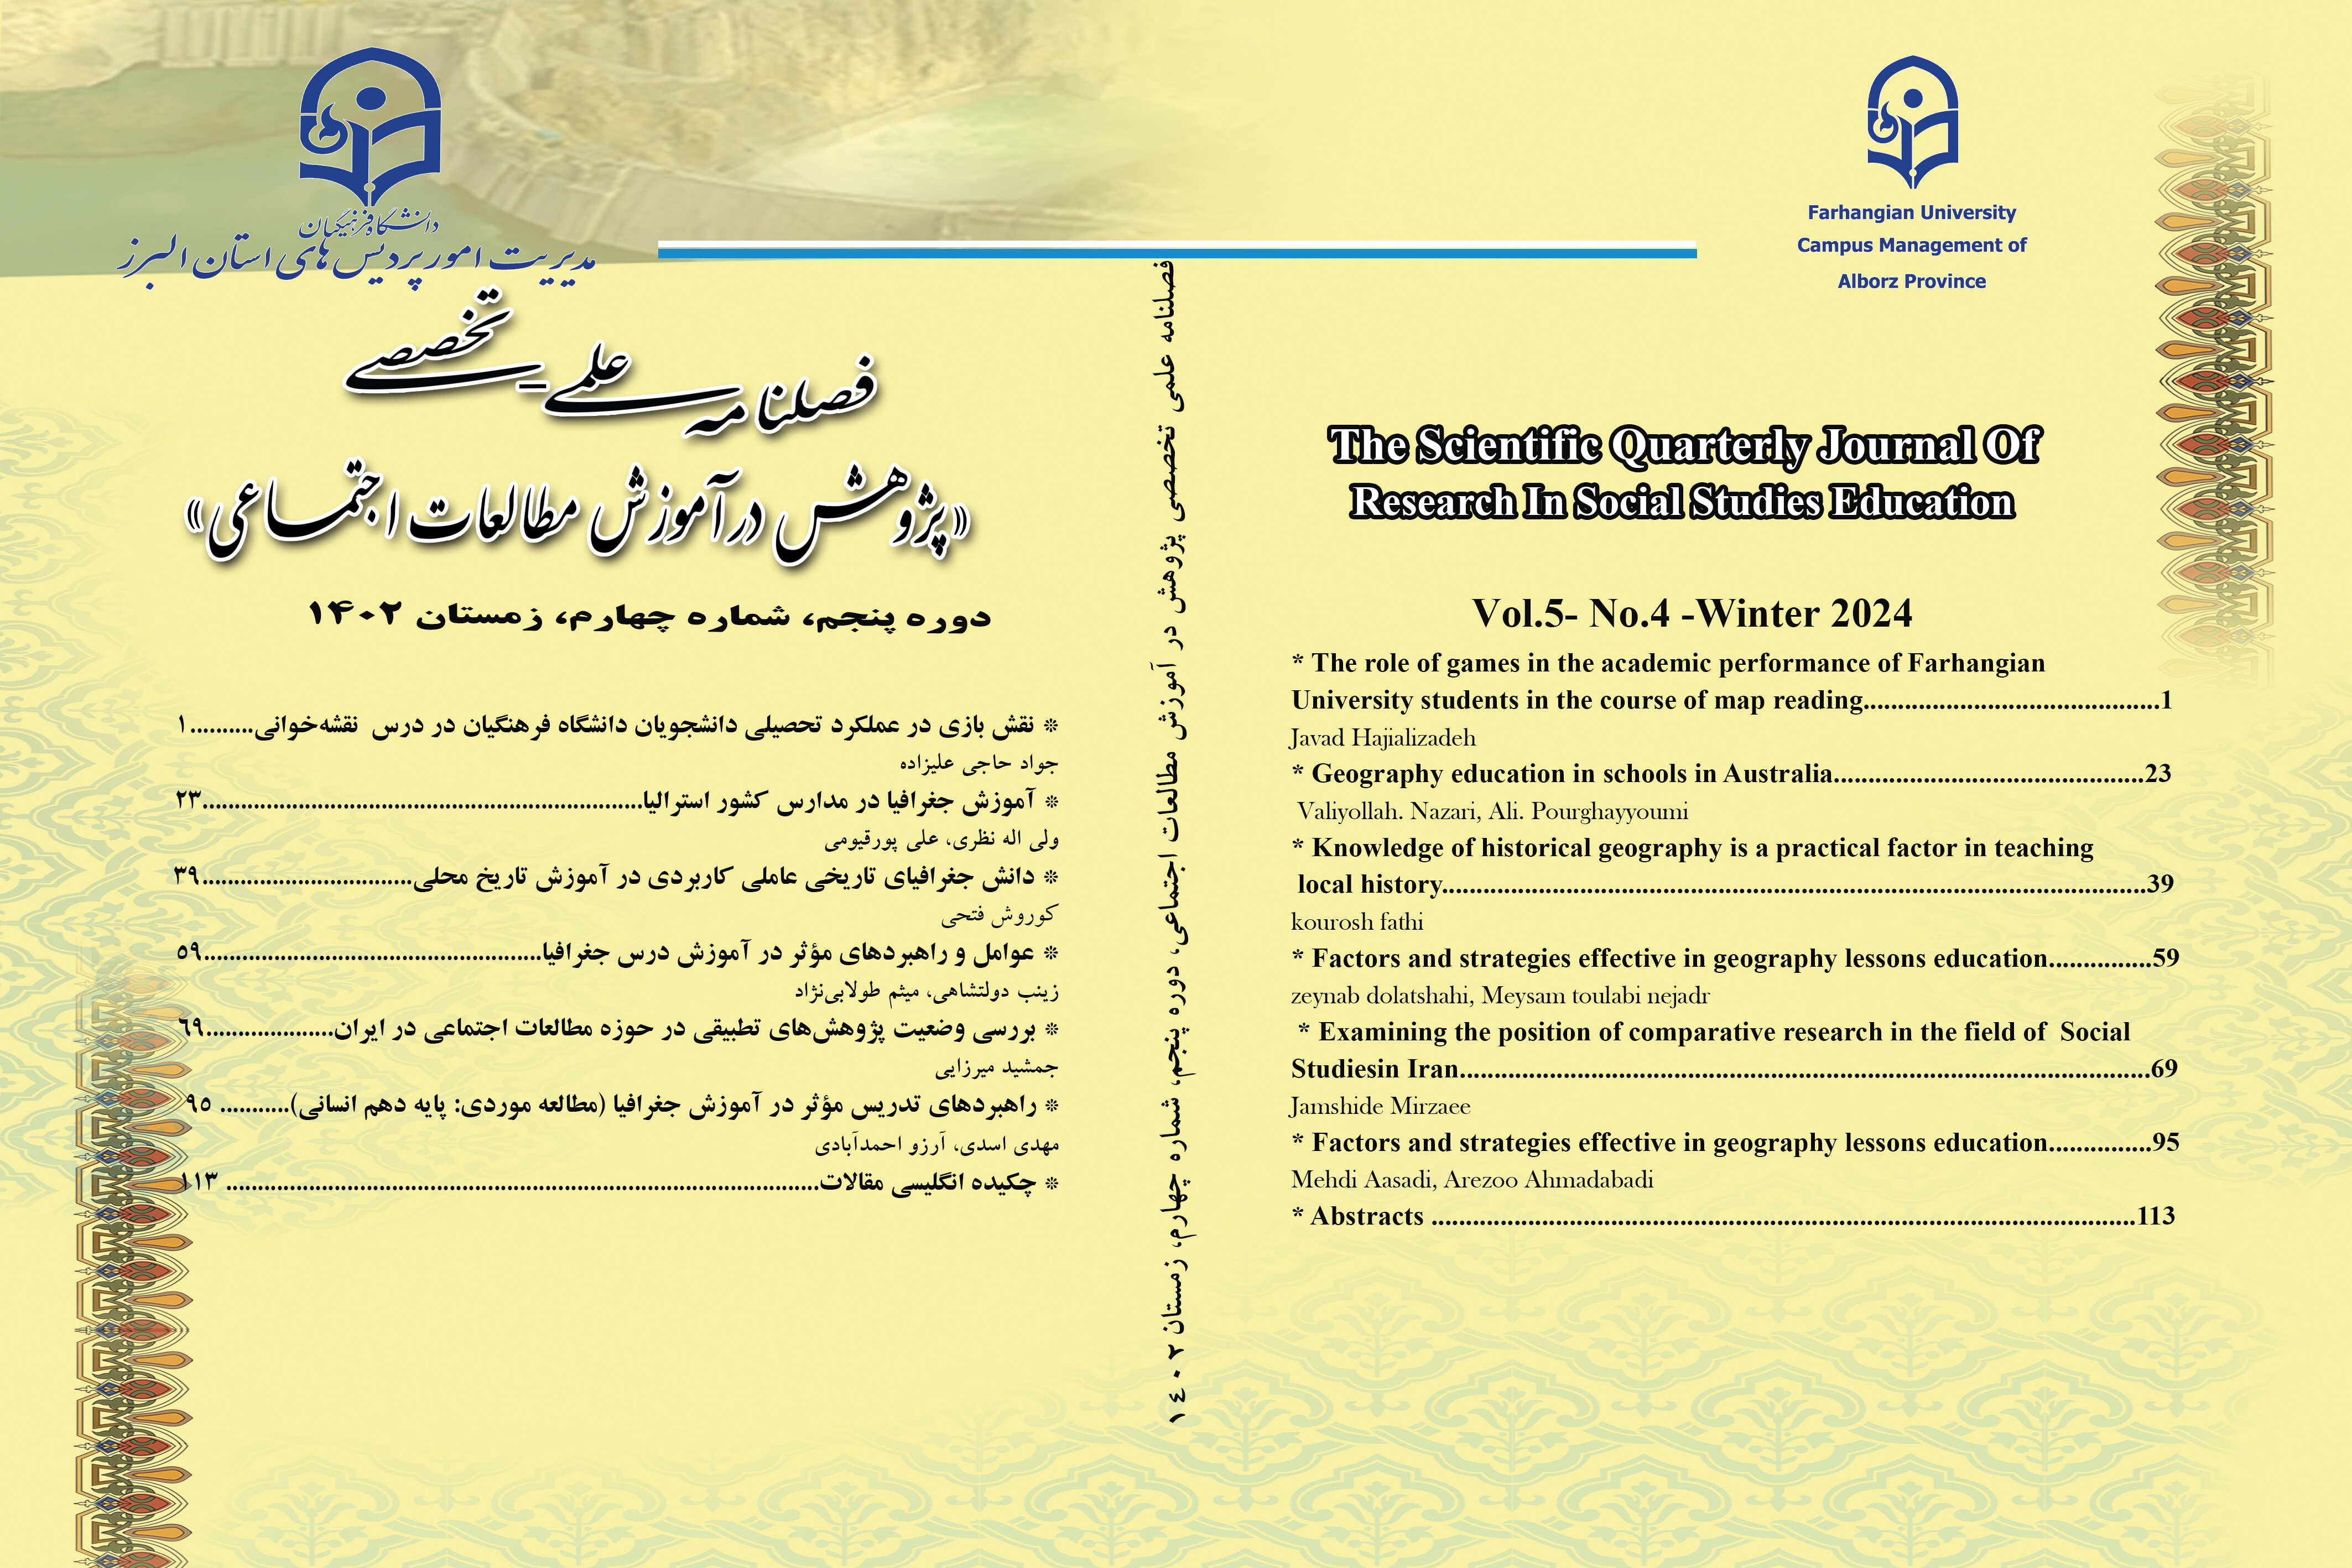 دانشگاه فرهنگیان
مدیریت امور پردیس های استان البرز
فصلنامه علمی-تخصصی
«پژوهش در آموزش مطالعات اجتماعی»
دوره پنجم، شماره چهارم، زمستان ۱۴۰۲
* نقش بازی در عملکرد تحصیلی دانشجویان دانشگاه فرهنگیان در درس نقشه‌خوانی..........۱
جواد حاجی علیزاده
* آموزش جغرافیا در مدارس کشور استرالیا......................................................................۲۳
ولی اله نظری، علی پورقیومی
* دانش جغرافیای تاریخی عاملی کاربردی در آموزش تاریخ محلی..................................۳۹
کوروش فتحی
* عوامل و راهبردهای مؤثر در آموزش درس جغرافیا......................................................۵۹
زینب دولتشاهی، میثم طولابی‌نژاد
* بررسی وضعیت پژوهش‌های تطبیقی در حوزه مطالعات اجتماعی در ایران....................۶۹
جمشید میرزایی
* راهبردهای تدریس مؤثر در آموزش جغرافیا (مطالعه موردی: پایه دهم انسانی)........... ۹۵
مهدی اسدی، آرزو احمدآبادی
* چکیده انگلیسی مقالات.............................................................................................. ۱۱۳
فصلنامه علمی تخصصی پژوهش در آموزش مطالعات اجتماعی، دوره پنجم، شماره چهارم، زمستان ۱۴۰۲
Farhangian University
Campus Management of
Alborz Province
The Scientific Quarterly Journal Of
Research In Social Studies Education
Vol.5- No.4 -Winter 2024
* The role of games in the academic performance of Farhangian
University students in the course of map reading...........................................1
Javad Hajializadeh
* Geography education in schools in Australia.............................................23
Valiyollah. Nazari, Ali. Pourghayyoumi
* Knowledge of historical geography is a practical factor in teaching
local history.......................................................................................................39
kourosh fathi
* Factors and strategies effective in geography lessons education...............59
zeynab dolatshahi, Meysam toulabi nejadr
* Examining the position of comparative research in the field of Social
Studiesin Iran.....................................................................................................69
Jamshide Mirzaee
* Factors and strategies effective in geography lessons education...............95
Mehdi Aasadi, Arezoo Ahmadabadi
* Abstracts .......................................................................................................113